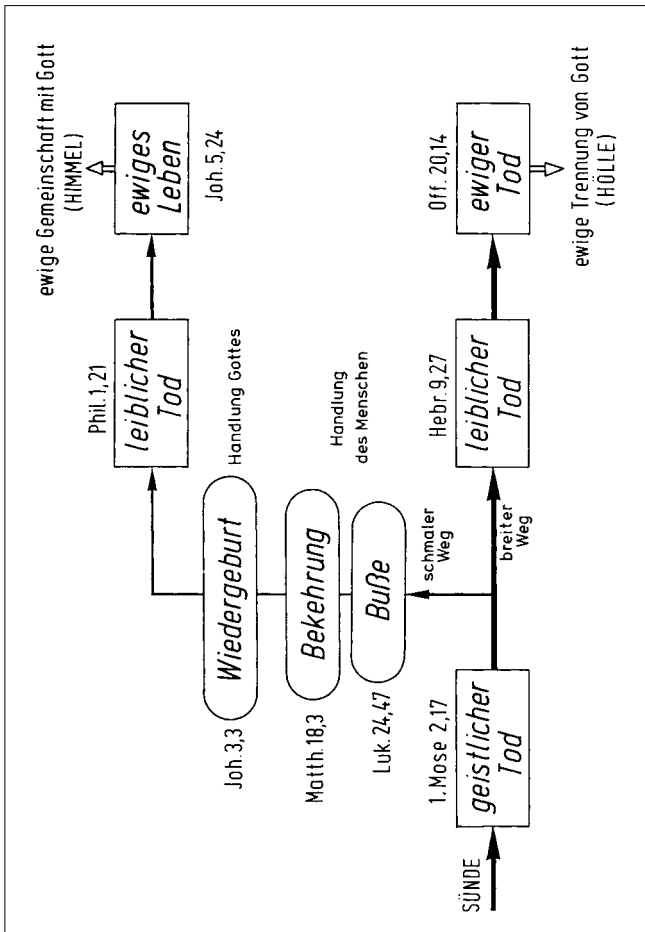 ewige Gemeinschaft mit Gott
(HIMMEL)
ewiges
Leben
Joh. 5,24
Phil. 1,21
leiblicher
Tod
Handlung Gottes
Wiedergeburt
Joh. 3,3
Handlung
des Menschen
Bekehrung
Matth. 18,3
Buße
Luk. 24,47
schmaler
Weg
breiter
Weg
SÜNDE
1. Mose 2,17
geistlicher
Tod
Hebr. 9,27
leiblicher
Tod
Off. 20,14
ewiger
Tod
ewige Trennung von Gott
(HÖLLE)